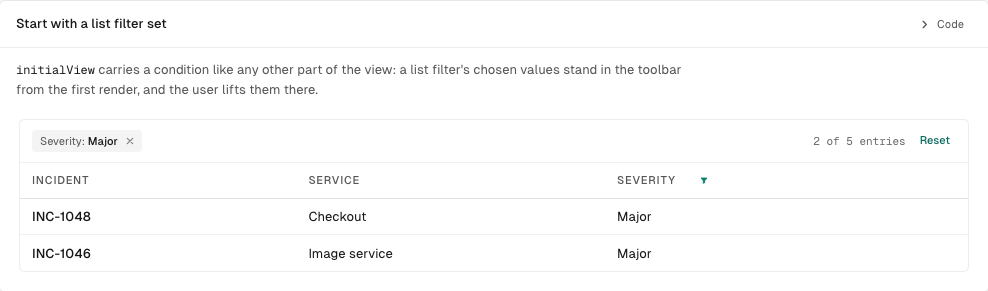 Start with a list filter set
Code
initialView carries a condition like any other part of the view: a list filter's chosen values stand in the toolbar
from the first render, and the user lifts them there.
Severity: Major ×
2 of 5 entries
Reset
INCIDENT SERVICE SEVERITY
INC-1048 Checkout Major
INC-1046 Image service Major